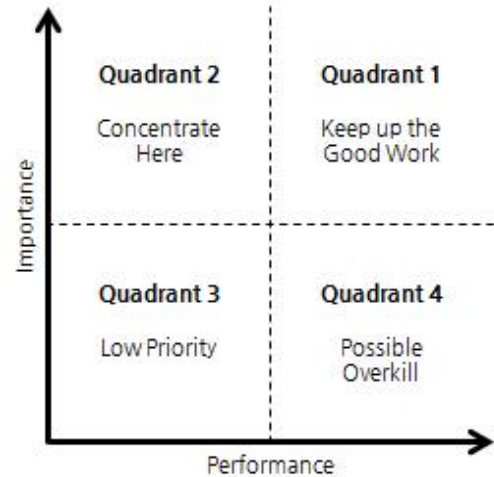 Quadrant 2
Concentrate
Here
Quadrant 1
Keep up the
Good Work
Importance
Quadrant 3
Low Priority
Quadrant 4
Possible
Overkill
Performance